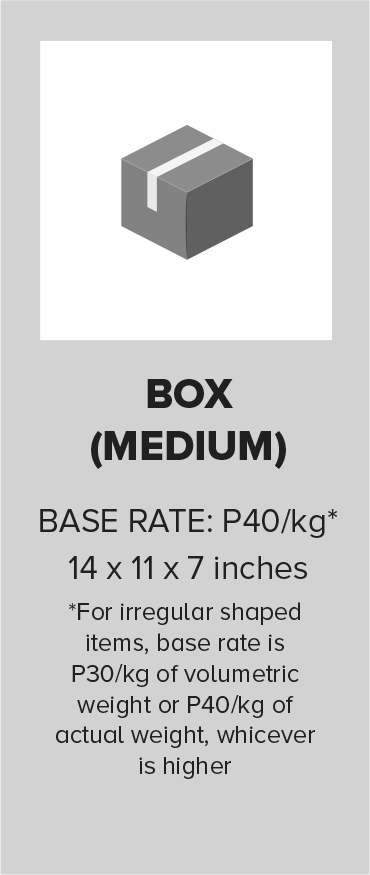 BOX
(MEDIUM)
BASE RATE: P40/kg*
14 x 11 x 7 inches
*For irregular shaped
items, base rate is
P30/kg of volumetric
weight or P40/kg of
actual weight, whicever
is higher